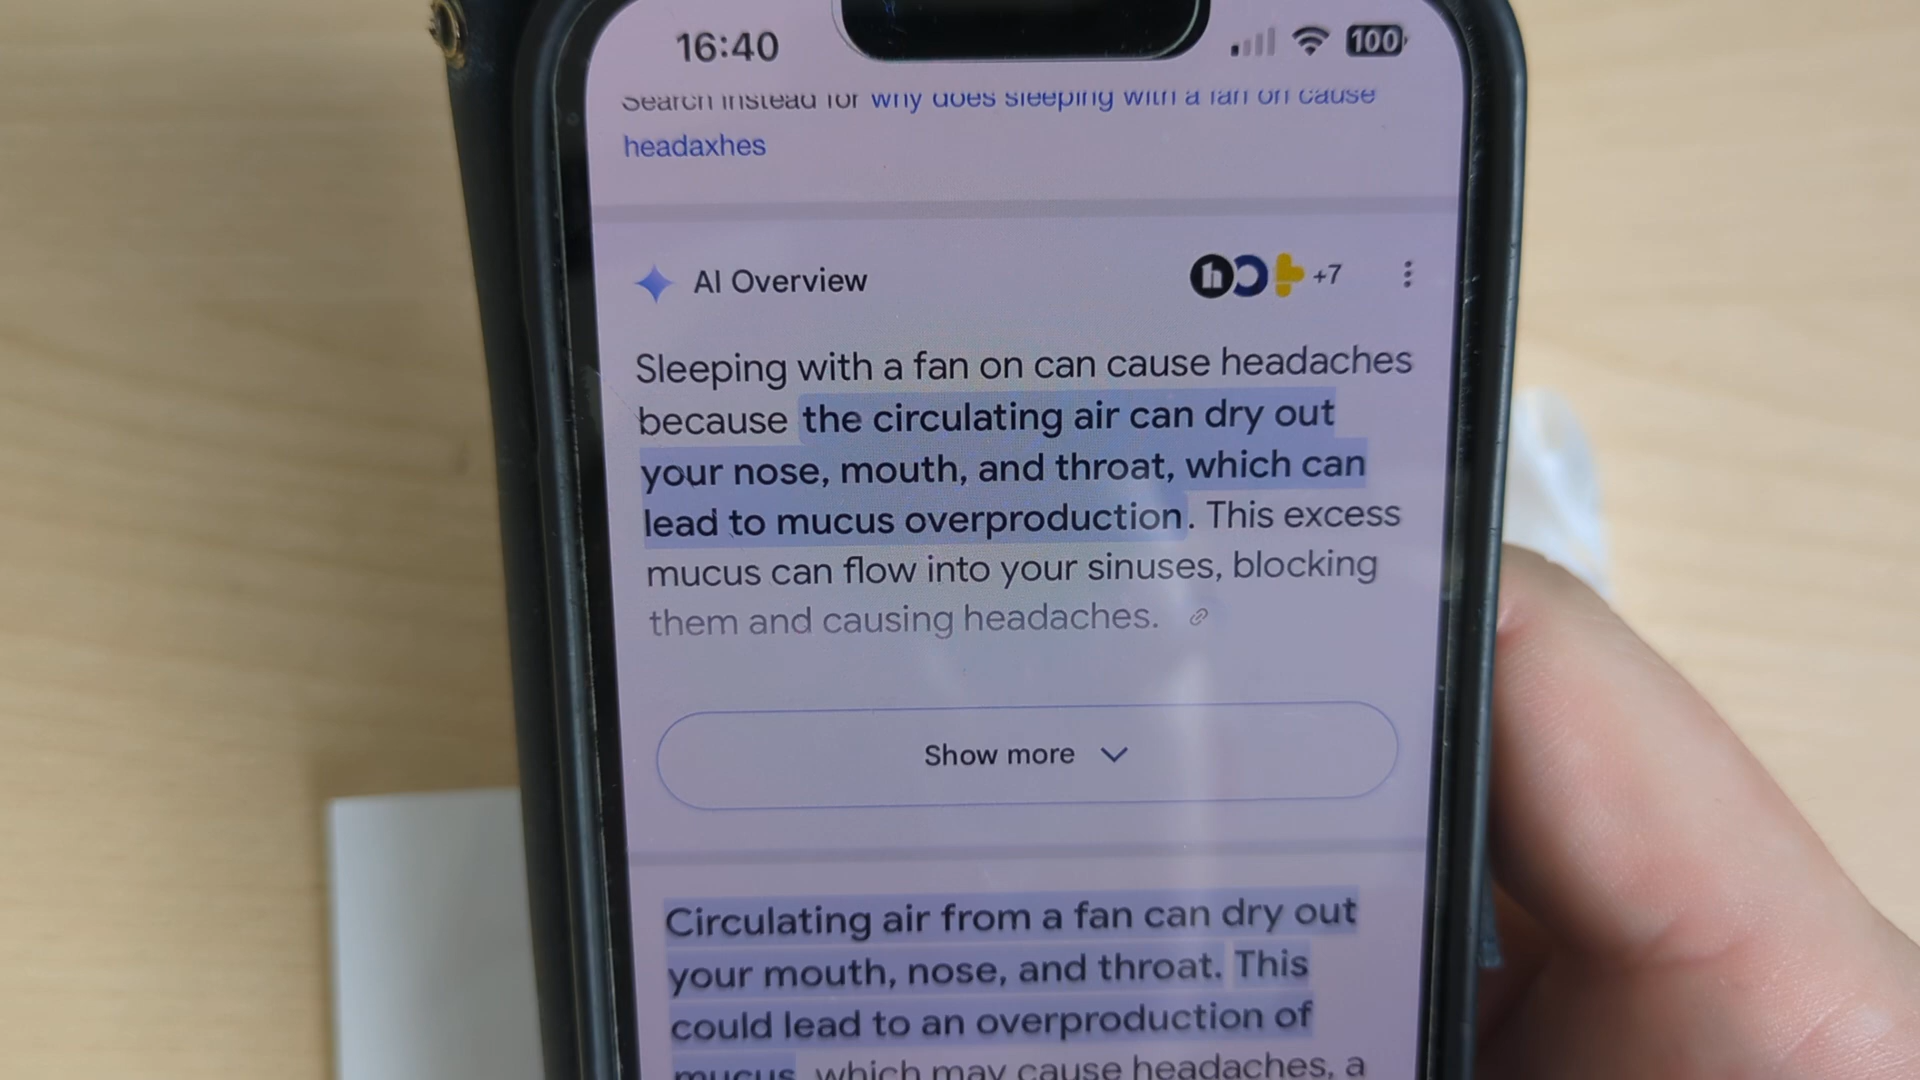 16:40
100
Search instead for why does sleeping with a fan on cause
headaxhes
AI Overview
h
+7
Sleeping with a fan on can cause headaches
because the circulating air can dry out
your nose, mouth, and throat, which can
lead to mucus overproduction. This excess
mucus can flow into your sinuses, blocking
them and causing headaches.
Show more
Circulating air from a fan can dry out
your mouth, nose, and throat. This
could lead to an overproduction of
mucus, which may cause headaches, a